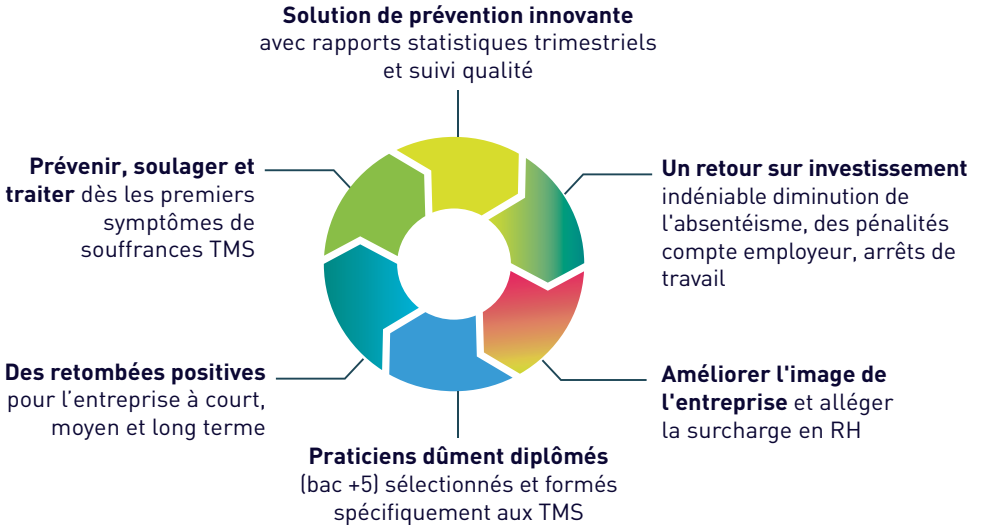 Solution de prévention innovante
avec rapports statistiques trimestriels
et suivi qualité
Un retour sur investissement
indéniable diminution de
l'absentéisme, des pénalités
compte employeur, arrêts de
travail
Améliorer l'image de
l'entreprise et alléger
la surcharge en RH
Praticiens dûment diplômés
(bac +5) sélectionnés et formés
spécifiquement aux TMS
Des retombées positives
pour l’entreprise à court,
moyen et long terme
Prévenir, soulager et
traiter dès les premiers
symptômes de
souffrances TMS